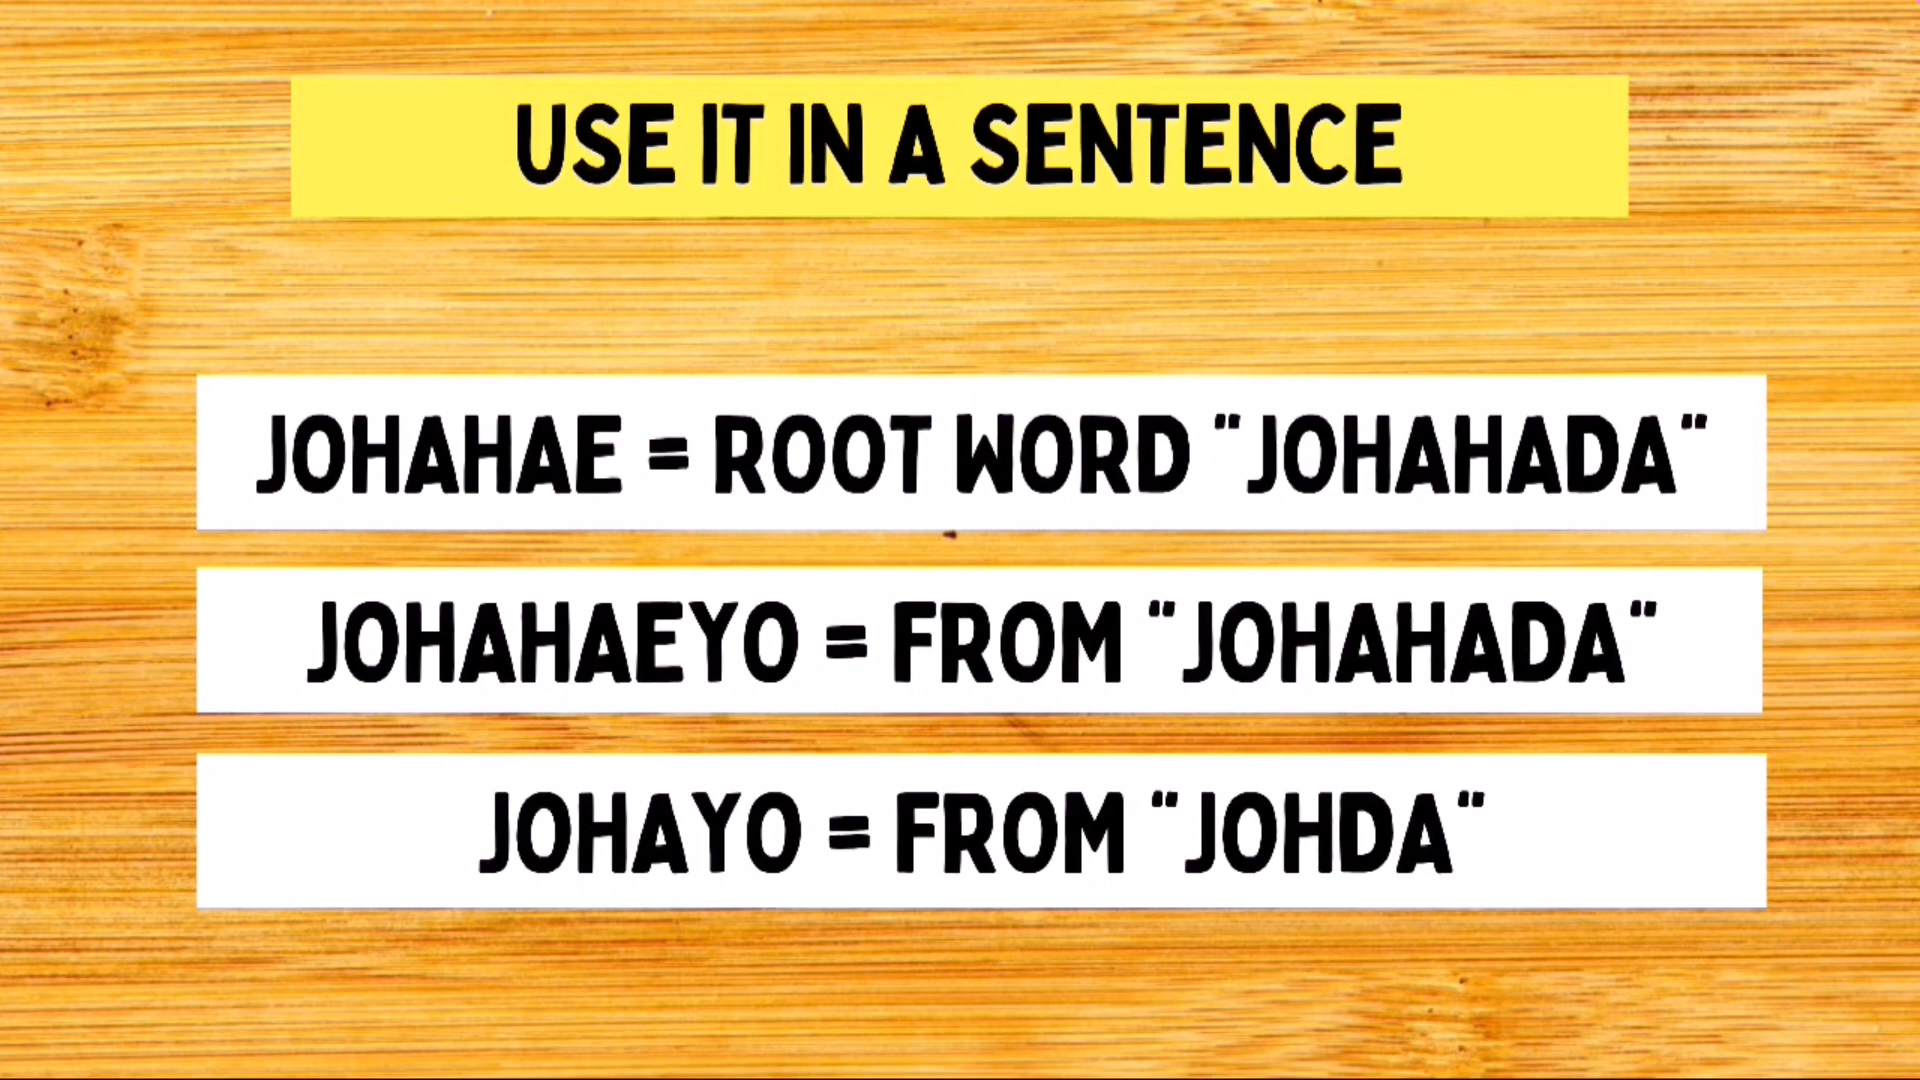 USE IT IN A SENTENCE
JOHAHAE = ROOT WORD "JOHAHADA"
JOHAHAEYO = FROM "JOHAHADA"
JOHAYO = FROM "JOHDA"